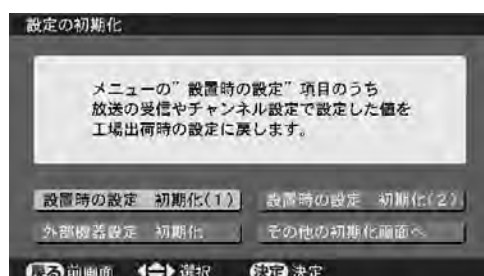 設定の初期化
メニューの”設置時の設定”項目のうち
放送の受信やチャンネル設定で設定した値を
工場出荷時の設定に戻します。
設置時の設定 初期化(1) 設置時の設定 初期化(2)
外部機器設定 初期化 その他の初期化画面へ
戻る 前画面 選択 決定 決定